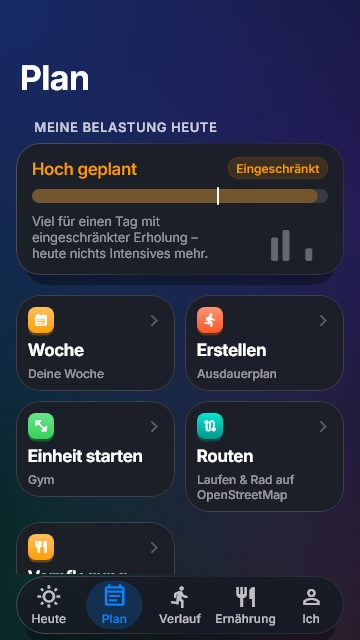 Plan
MEINE BELASTUNG HEUTE
Hoch geplant
Eingeschränkt
Viel für einen Tag mit
eingeschränkter Erholung –
heute nichts Intensives mehr.
Woche
Deine Woche
Erstellen
Ausdauerplan
Einheit starten
Gym
Routen
Laufen & Rad auf
OpenStreetMap
Heute
Plan
Verlauf
Ernährung
Ich